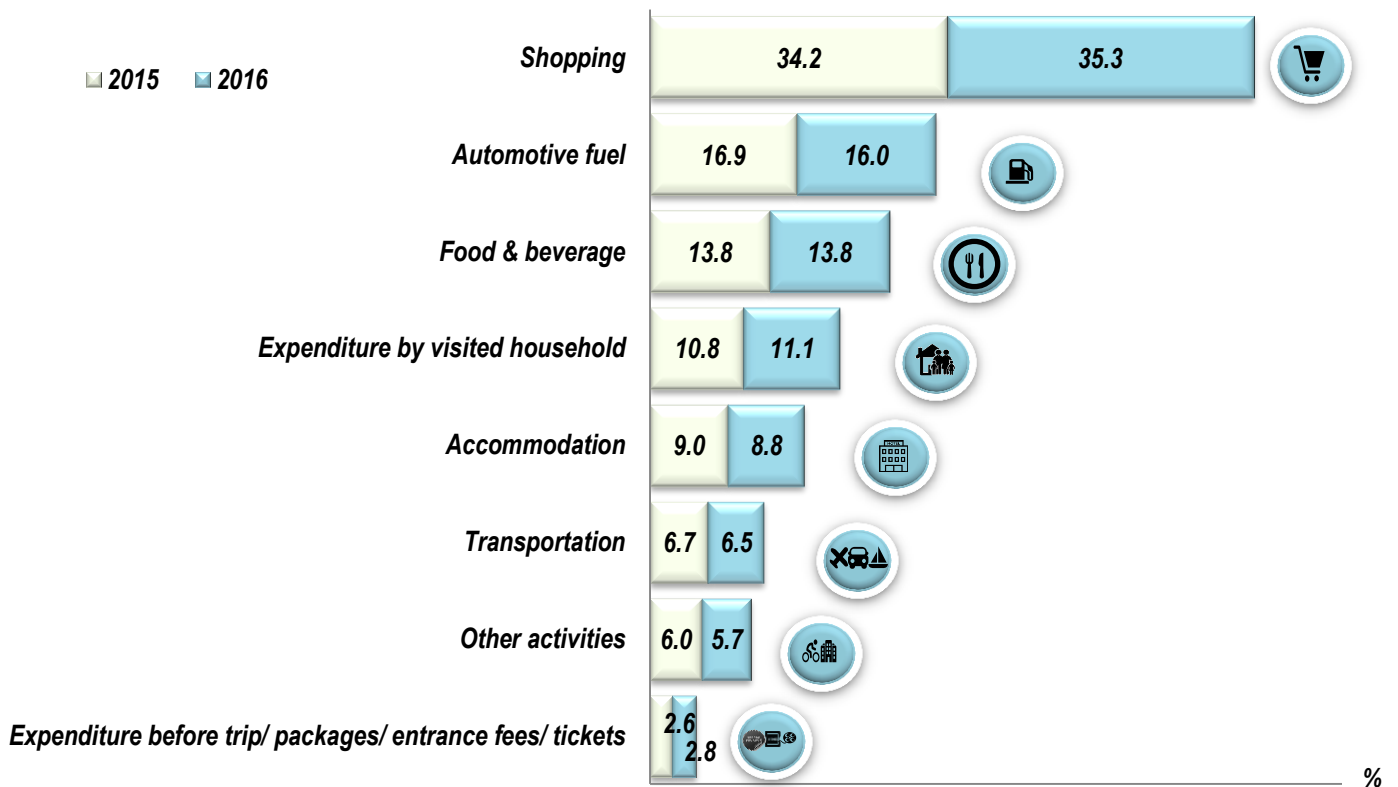 2015 2016
Shopping 34.2 35.3
Automotive fuel 16.9 16.0
Food & beverage 13.8 13.8
Expenditure by visited household 10.8 11.1
Accommodation 9.0 8.8
Transportation 6.7 6.5
Other activities 6.0 5.7
Expenditure before trip/ packages/ entrance fees/ tickets 2.6 2.8
%